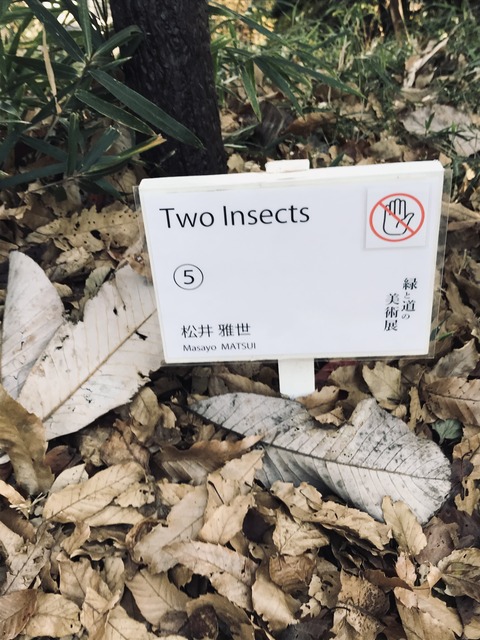 Two Insects
⑤
松井 雅世
Masayo MATSUI
緑と道の
美術展